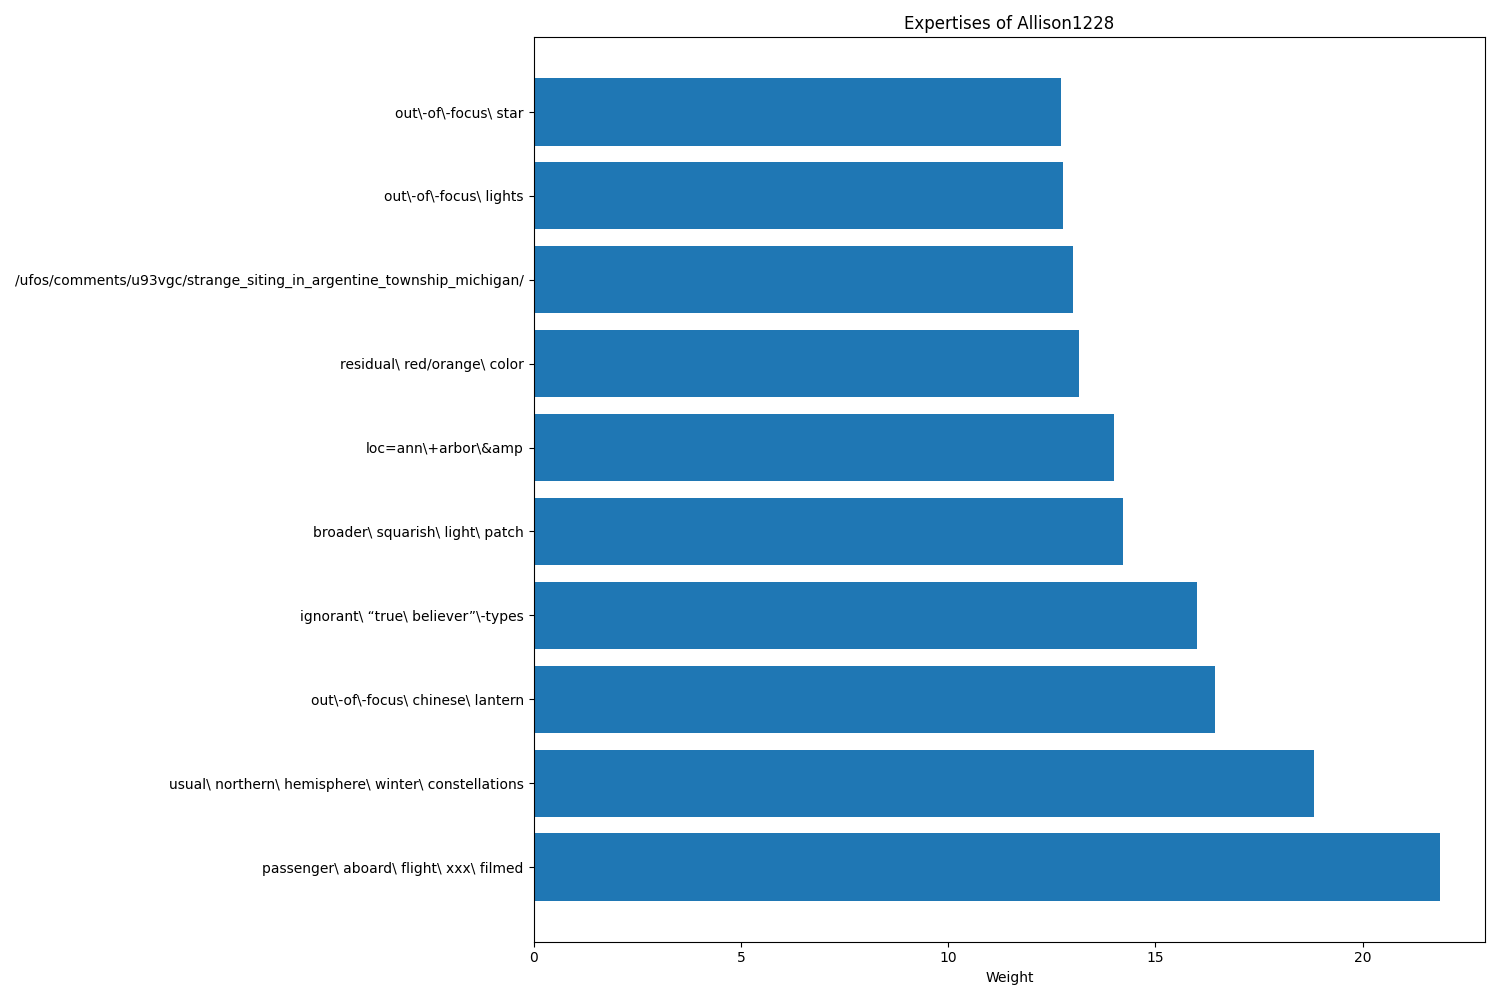 Expertises of Allison1228
out\-of\-focus\ star
out\-of\-focus\ lights
/ufos/comments/u93vgc/strange_siting_in_argentine_township_michigan/
residual\ red/orange\ color
loc=ann\+arbor\&amp
broader\ squarish\ light\ patch
ignorant\ “true\ believer”\-types
out\-of\-focus\ chinese\ lantern
usual\ northern\ hemisphere\ winter\ constellations
passenger\ aboard\ flight\ xxx\ filmed
0 5 10 15 20
Weight